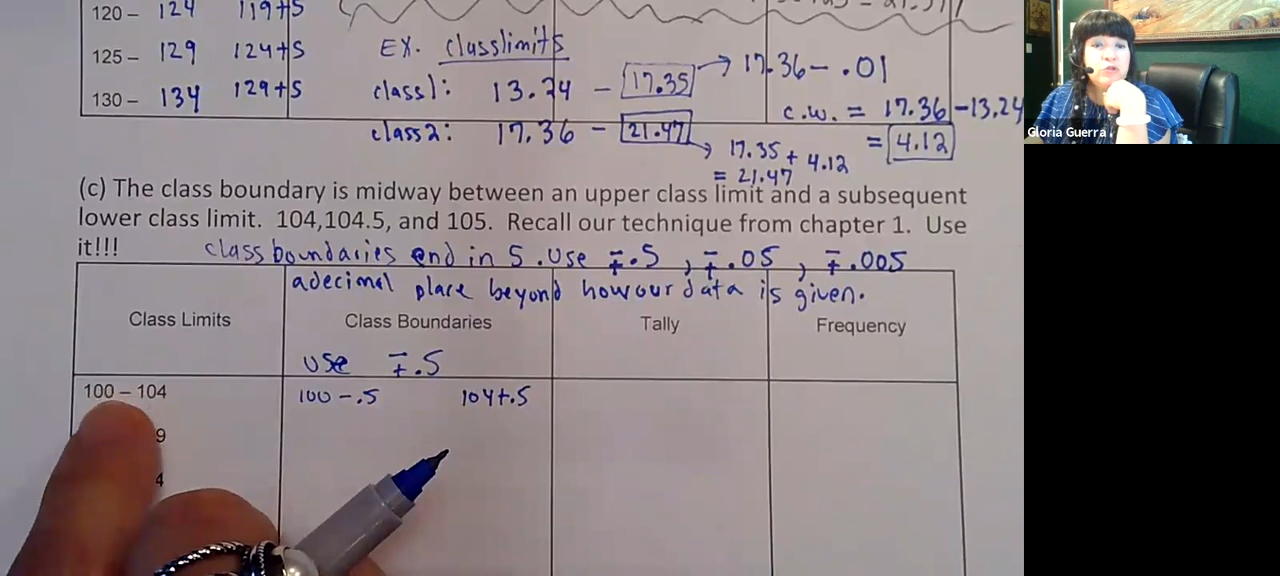 120 – 124 119+5
125 – 129 124+5 EX. classlimits
130 – 134 129+5 class1: 13.24 – 17.35 → 17.36 – .01
c.w. = 17.36 – 13.24
class2: 17.36 – 21.47 = 4.12
→ 17.35 + 4.12
= 21.47
(c) The class boundary is midway between an upper class limit and a subsequent
lower class limit. 104,104.5, and 105. Recall our technique from chapter 1. Use
it!!! class boundaries end in 5. Use ∓.5 , ∓.05 , ∓.005
a decimal place beyond how our data is given.
Class Limits Class Boundaries Tally Frequency
use ∓.5
100 – 104 100 – .5 104+.5
9
4
Gloria Guerra